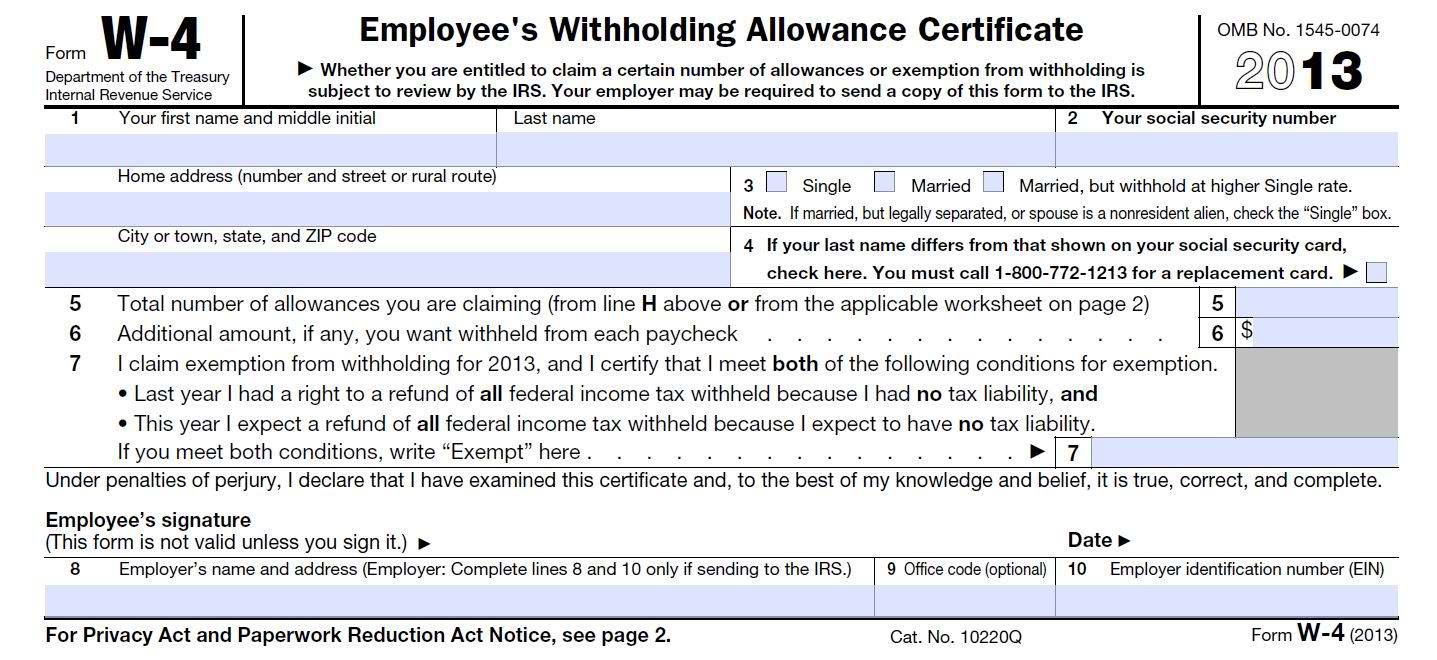 Form W-4
Department of the Treasury
Internal Revenue Service
Employee's Withholding Allowance Certificate
▶ Whether you are entitled to claim a certain number of allowances or exemption from withholding is
subject to review by the IRS. Your employer may be required to send a copy of this form to the IRS.
OMB No. 1545-0074
2013
1 Your first name and middle initial
Last name
2 Your social security number
Home address (number and street or rural route)
3 Single Married Married, but withhold at higher Single rate.
Note. If married, but legally separated, or spouse is a nonresident alien, check the “Single” box.
City or town, state, and ZIP code
4 If your last name differs from that shown on your social security card,
check here. You must call 1-800-772-1213 for a replacement card. ▶
5 Total number of allowances you are claiming (from line H above or from the applicable worksheet on page 2) 5
6 Additional amount, if any, you want withheld from each paycheck . . . . . . . . . . . . . . 6 $
7 I claim exemption from withholding for 2013, and I certify that I meet both of the following conditions for exemption.
• Last year I had a right to a refund of all federal income tax withheld because I had no tax liability, and
• This year I expect a refund of all federal income tax withheld because I expect to have no tax liability.
If you meet both conditions, write “Exempt” here . . . . . . . . . . . . . . . ▶ 7
Under penalties of perjury, I declare that I have examined this certificate and, to the best of my knowledge and belief, it is true, correct, and complete.
Employee’s signature
(This form is not valid unless you sign it.) ▶
Date ▶
8 Employer’s name and address (Employer: Complete lines 8 and 10 only if sending to the IRS.)
9 Office code (optional)
10 Employer identification number (EIN)
For Privacy Act and Paperwork Reduction Act Notice, see page 2.
Cat. No. 10220Q
Form W-4 (2013)